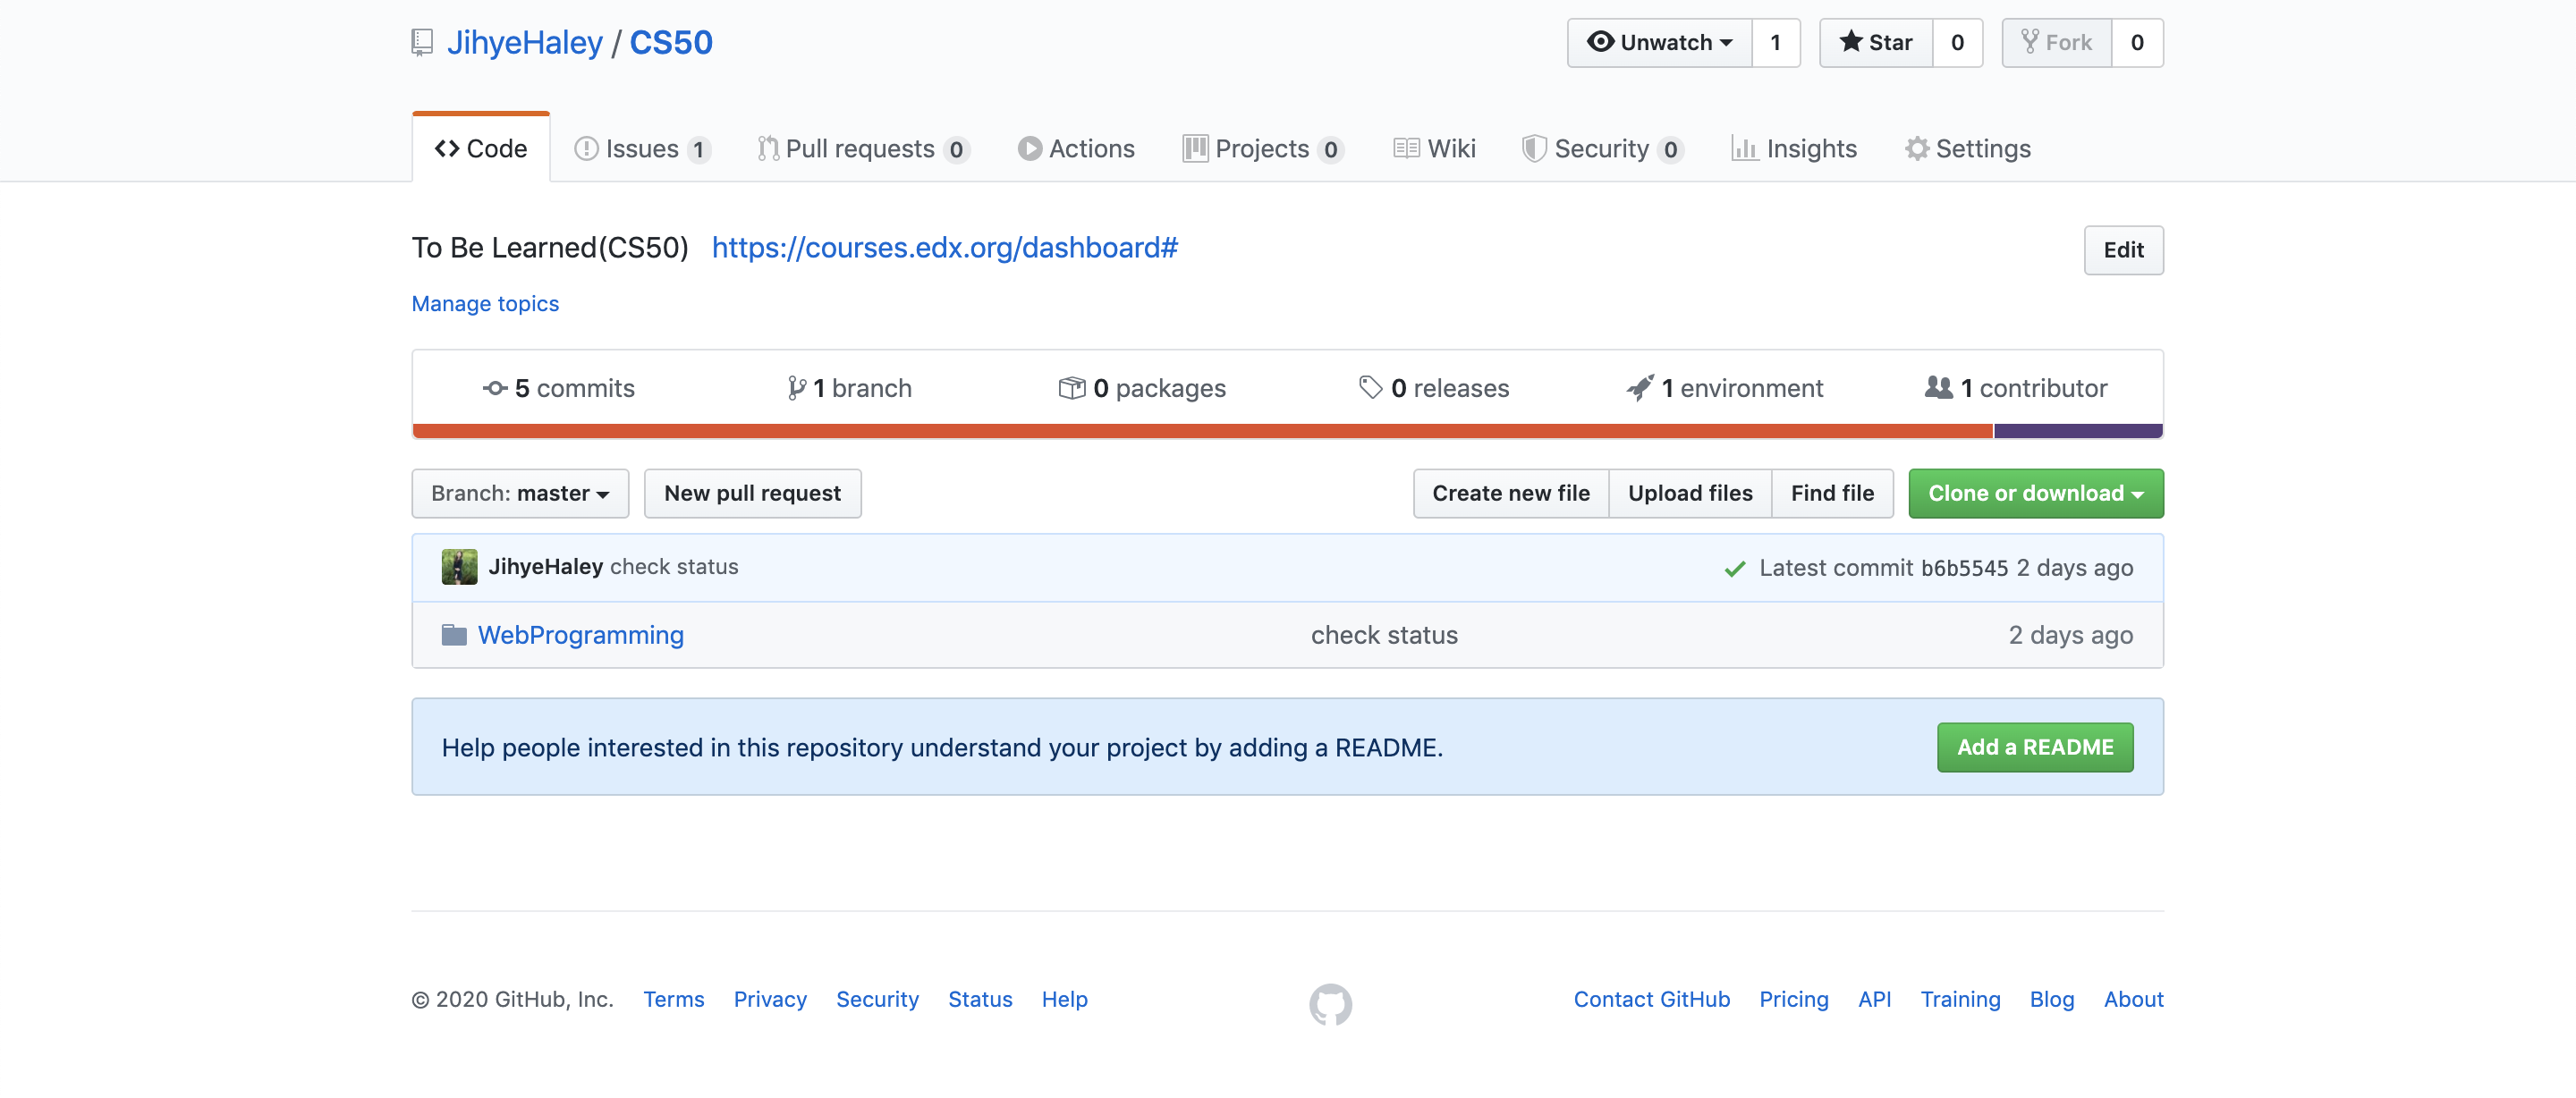 JihyeHaley / CS50 Unwatch 1 Star 0 Fork 0
Code Issues 1 Pull requests 0 Actions Projects 0 Wiki Security 0 Insights Settings
To Be Learned(CS50) https://courses.edx.org/dashboard# Edit
Manage topics
5 commits 1 branch 0 packages 0 releases 1 environment 1 contributor
Branch: master New pull request Create new file Upload files Find file Clone or download
JihyeHaley check status Latest commit b6b5545 2 days ago
WebProgramming check status 2 days ago
Help people interested in this repository understand your project by adding a README. Add a README
© 2020 GitHub, Inc. Terms Privacy Security Status Help Contact GitHub Pricing API Training Blog About